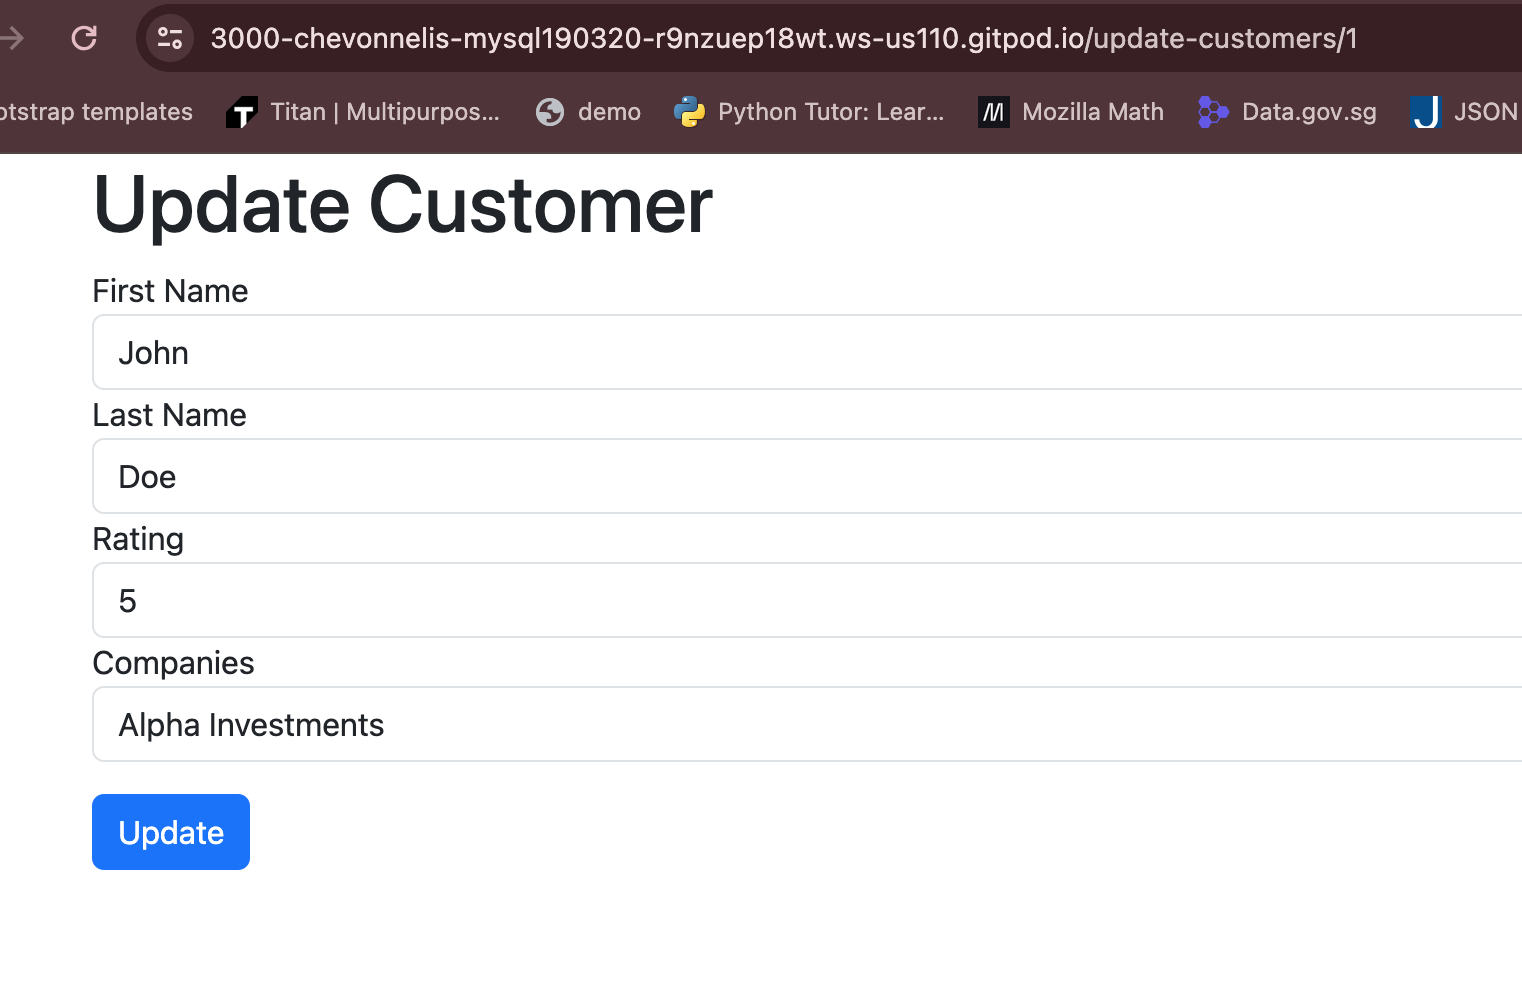 3000-chevonnelis-mysql190320-r9nzuep18wt.ws-us110.gitpod.io/update-customers/1
otstrap templates Titan | Multipurpos... demo Python Tutor: Lear... Mozilla Math Data.gov.sg JSON
Update Customer
First Name
John
Last Name
Doe
Rating
5
Companies
Alpha Investments
Update